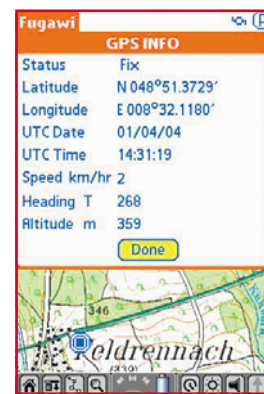 Fugawi
GPS INFO
Status Fix
Latitude N 048°51.3729'
Longitude E 008°32.1180'
UTC Date 01/04/04
UTC Time 14:31:19
Speed km/hr 2
Heading T 268
Altitude m 359
Done
346
Feldrennach
(339)